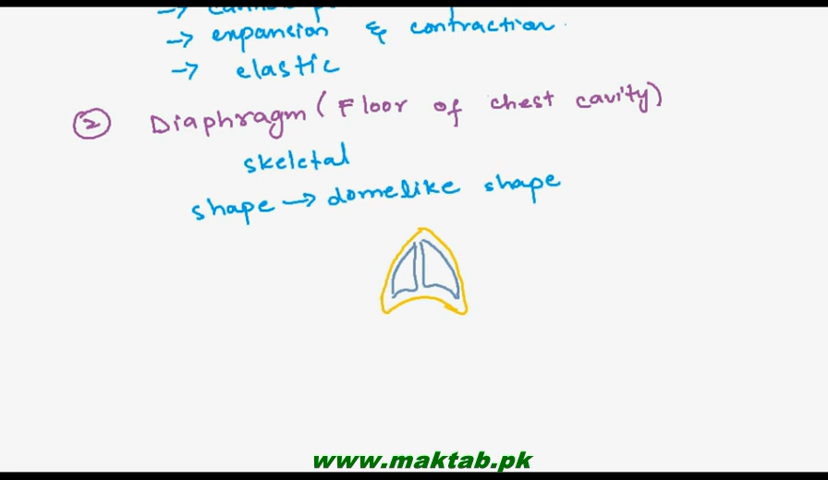 →
→ expansion & contraction
→ elastic
② Diaphragm (Floor of chest cavity)
skeletal
shape → domelike shape
www.maktab.pk